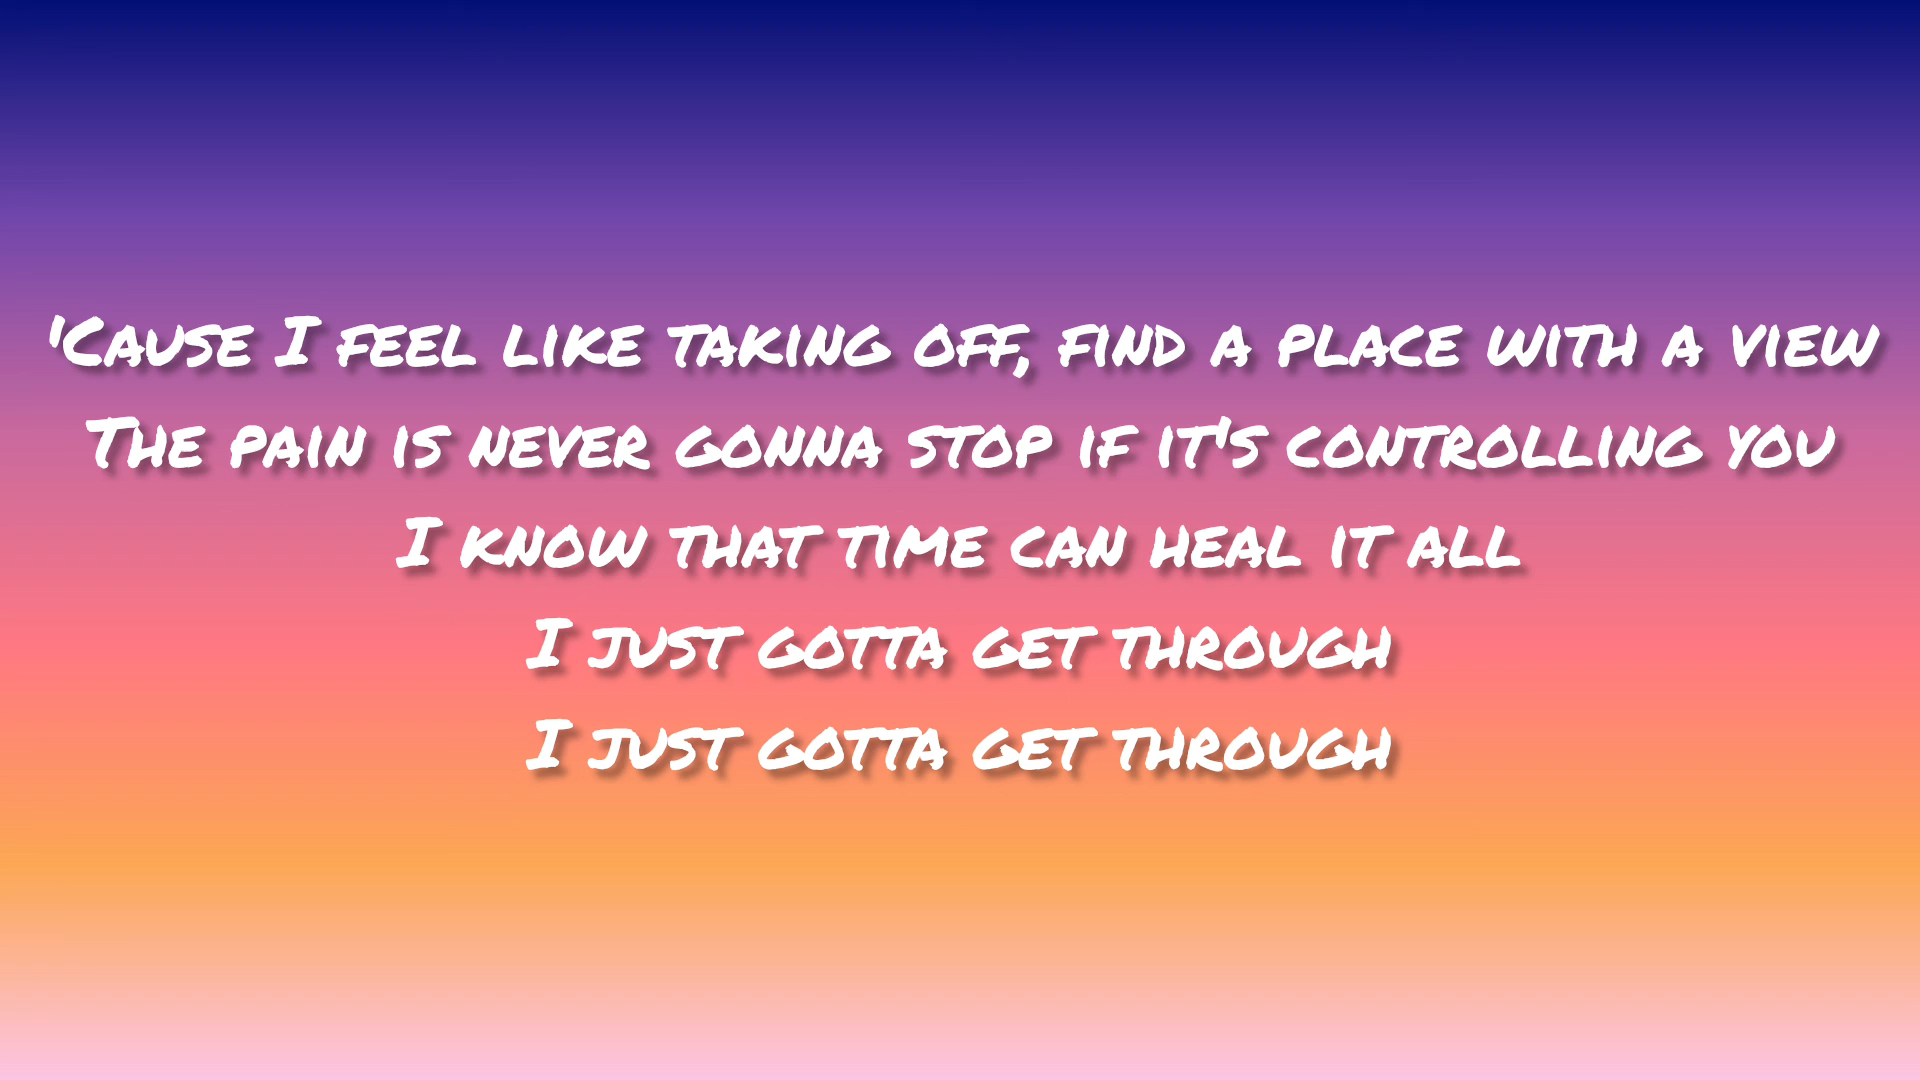 'Cause I feel like taking off, find a place with a view
The pain is never gonna stop if it's controlling you
I know that time can heal it all
I just gotta get through
I just gotta get through